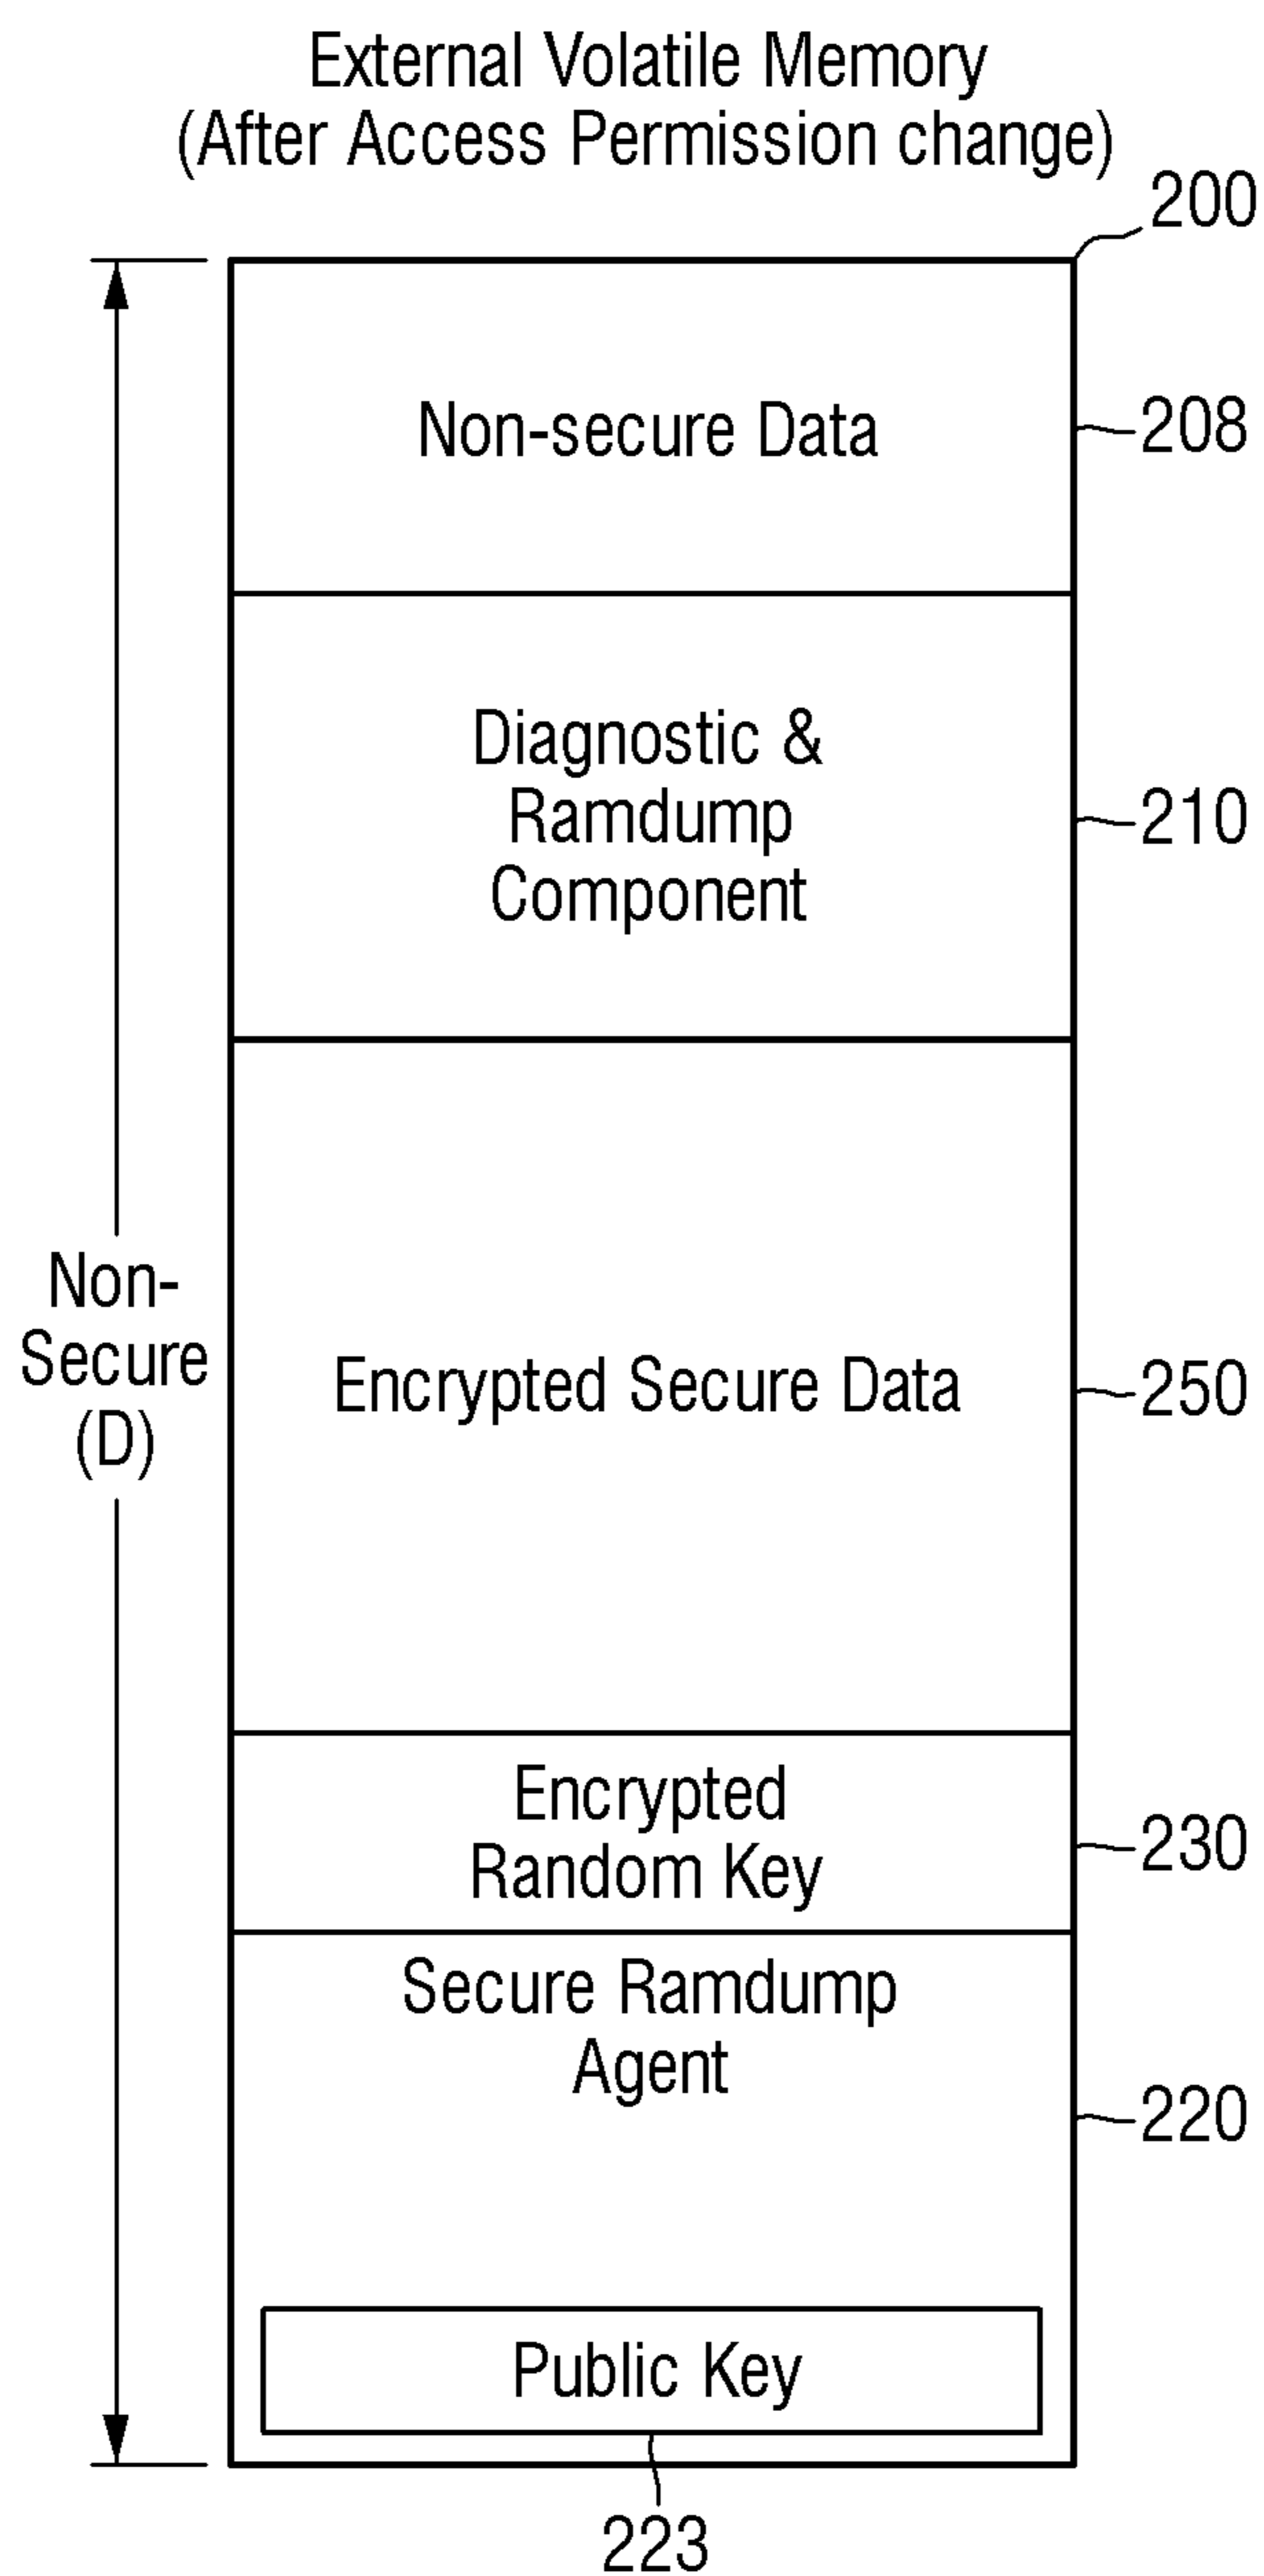 External Volatile Memory
(After Access Permission change)
200
Non-secure Data
208
Diagnostic &
Ramdump
Component
210
Non-
Secure
(D)
Encrypted Secure Data
250
Encrypted
Random Key
230
Secure Ramdump
Agent
220
Public Key
223